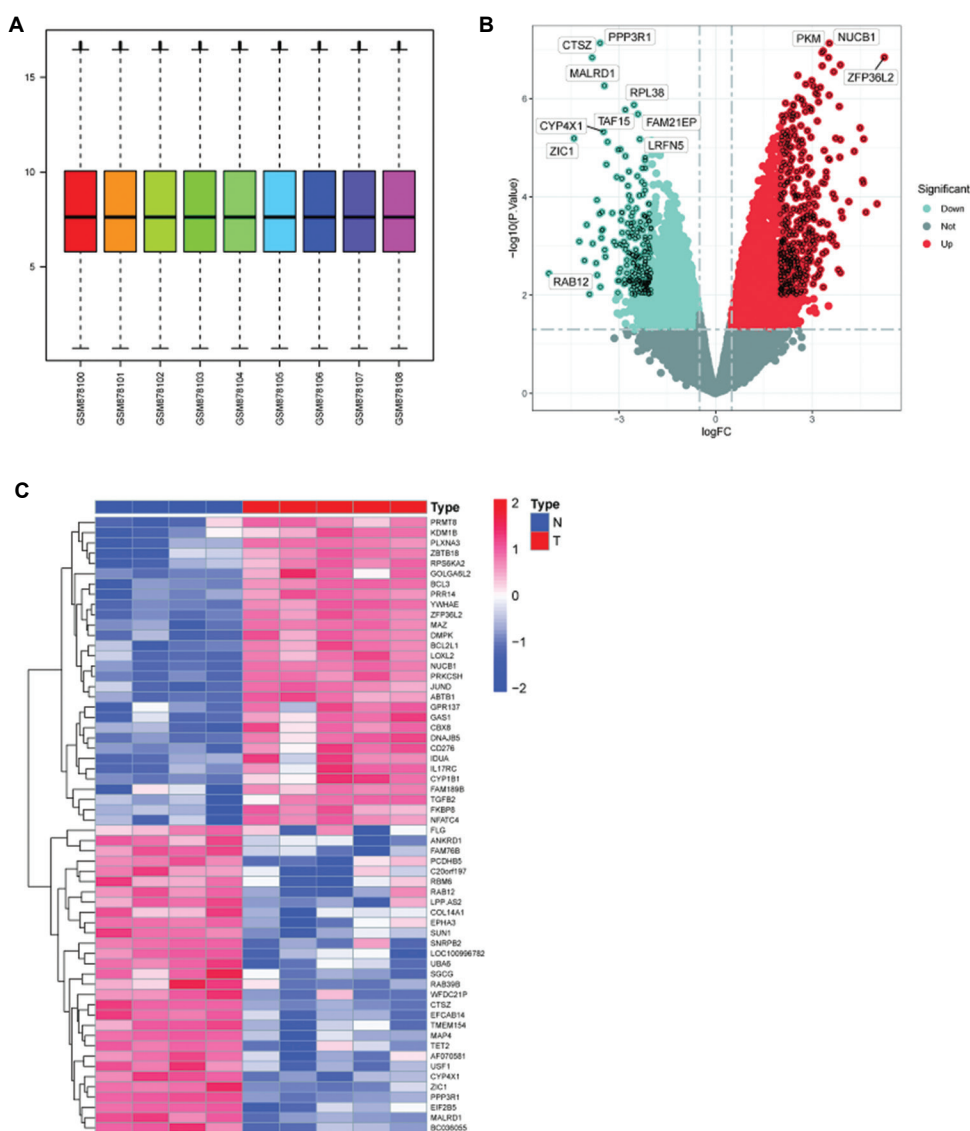 A
15
10
5
GSM878100
GSM878101
GSM878102
GSM878103
GSM878104
GSM878105
GSM878106
GSM878107
GSM878108
B
PPP3R1
CTSZ
MALRD1
RPL38
TAF15
FAM21EP
CYP4X1
ZIC1
LRFN5
RAB12
PKM
NUCB1
ZFP36L2
6
4
2
0
−log10(P.Value)
−3
0
3
logFC
Significant
Down
Not
Up
C
Type
PRMT8
KDM1B
PLXNA3
ZBTB18
RPS6KA2
GOLGA6L2
BCL3
PRR14
YWHAE
ZFP36L2
MAZ
DMPK
BCL2L1
LOXL2
NUCB1
PRKCSH
JUND
ABTB1
GPR137
GAS1
CBX8
DNAJB5
CD276
IDUA
IL17RC
CYP1B1
FAM189B
TGFB2
FKBP8
NFATC4
FLG
ANKRD1
FAM76B
PCDHB5
C20orf197
RBM6
RAB12
LPP.AS2
COL14A1
EPHA3
SUN1
SNRPB2
LOC100996782
UBA6
SGCG
RAB39B
WFDC21P
CTSZ
EFCAB14
TMEM154
MAP4
TET2
AF070581
USF1
CYP4X1
ZIC1
PPP3R1
EIF2B5
MALRD1
BC036055
2
1
0
−1
−2
Type
N
T